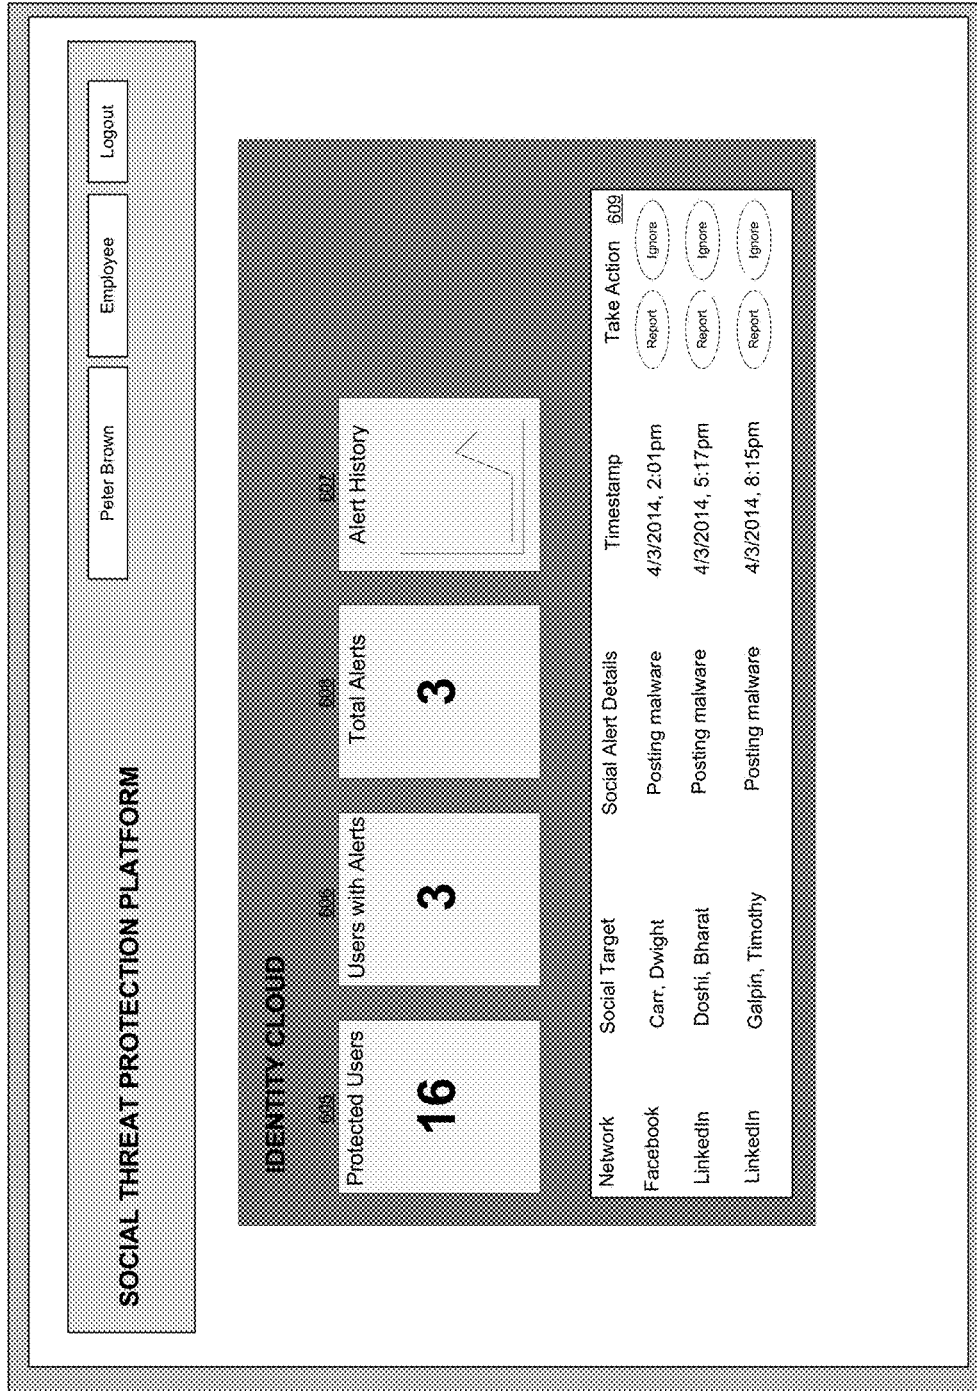 SOCIAL THREAT PROTECTION PLATFORM
Peter Brown
Employee
Logout
IDENTITY CLOUD
605
606
607
Protected Users
Users with Alerts
Total Alerts
Alert History
16
3
3
Network Social Target Social Alert Details Timestamp Take Action 609
Facebook Carr, Dwight Posting malware 4/3/2014, 2:01pm Report Ignore
LinkedIn Doshi, Bharat Posting malware 4/3/2014, 5:17pm Report Ignore
LinkedIn Galpin, Timothy Posting malware 4/3/2014, 8:15pm Report Ignore